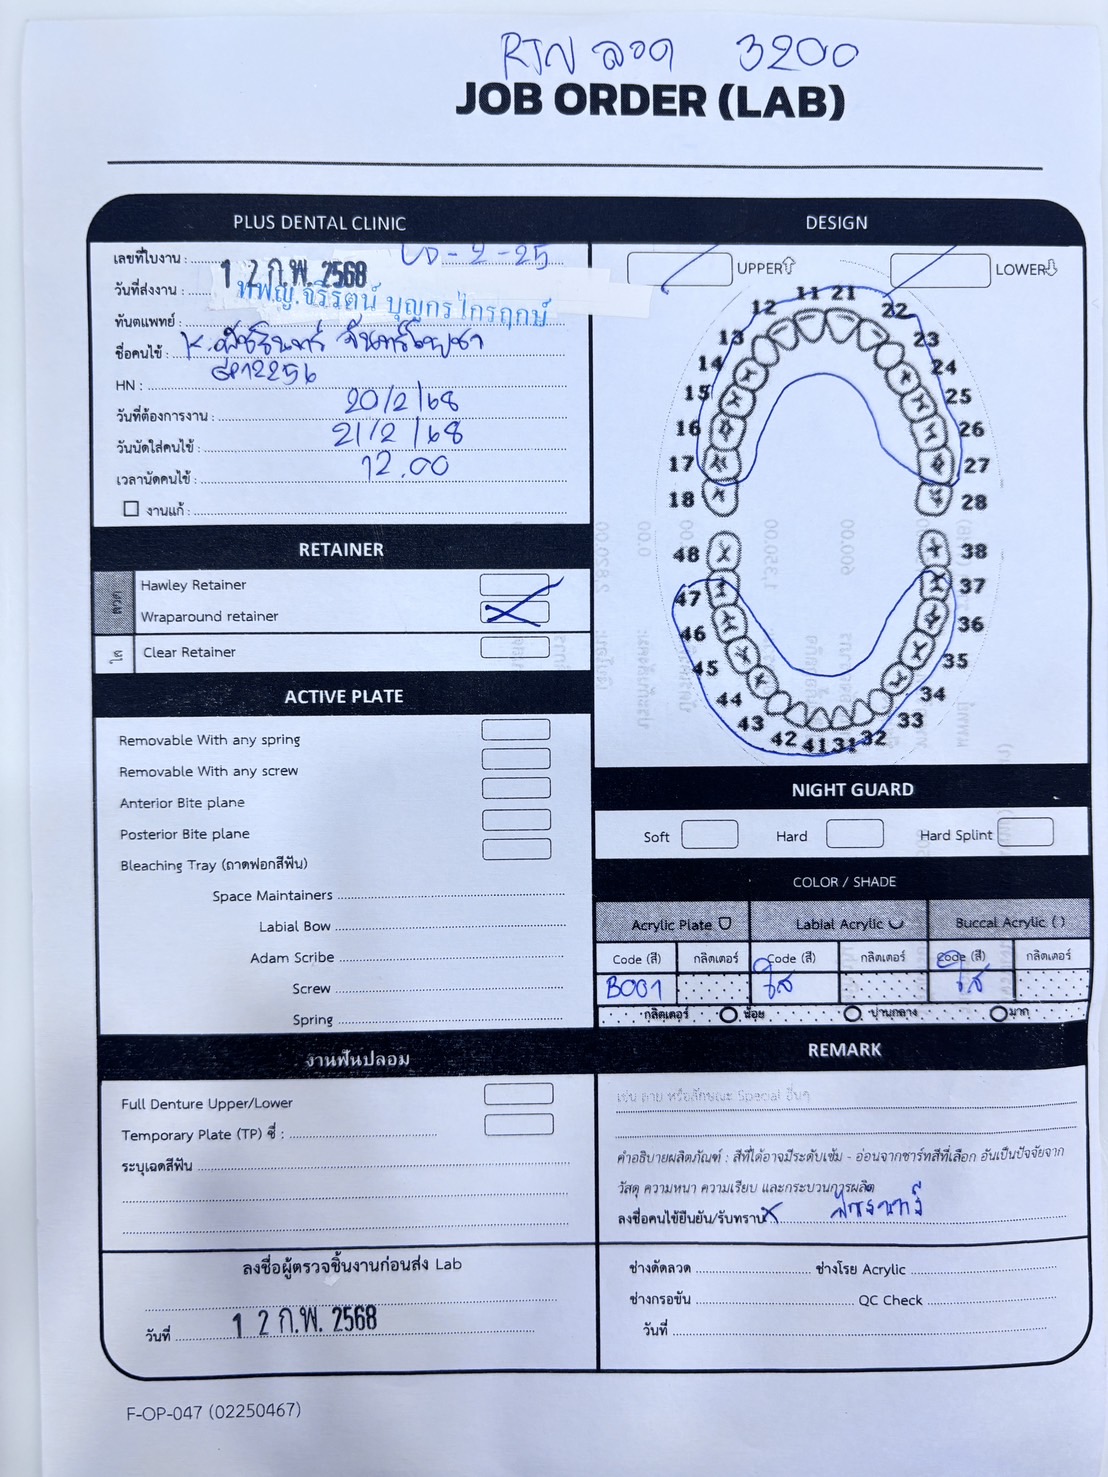 RTN ลวด 3200
JOB ORDER (LAB)
PLUS DENTAL CLINIC
DESIGN
เลขที่ใบงาน : - 2 - 25
วันที่ส่งงาน : 1 2 ก.พ. 2568
ทันตแพทย์ : ทพญ.จรีรัตน์ บุญกรไกรฤกษ์
ชื่อคนไข้ : K.
HN :
วันที่ต้องการงาน : 20/2/68
วันนัดใส่คนไข้ : 21/2/68
เวลานัดคนไข้ : 12.00
งานแก้ :
UPPER
LOWER
11 21
12 22
13 23
14 24
15 25
16 26
17 27
18 28
48 38
47 37
46 36
45 35
44 34
43 33
42 41 31 32
RETAINER
ลวด
Hawley Retainer
Wraparound retainer
ใส
Clear Retainer
ACTIVE PLATE
Removable With any spring
Removable With any screw
Anterior Bite plane
Posterior Bite plane
Bleaching Tray (ถาดฟอกสีฟัน)
Space Maintainers
Labial Bow
Adam Scribe
Screw
Spring
NIGHT GUARD
Soft Hard Hard Splint
COLOR / SHADE
Acrylic Plate Labial Acrylic Buccal Acrylic ( )
Code (สี) กลิตเตอร์ Code (สี) กลิตเตอร์ Code (สี) กลิตเตอร์
B001 ใส ใส
กลิตเตอร์ น้อย ปานกลาง มาก
งานฟันปลอม
Full Denture Upper/Lower
Temporary Plate (TP) ซี่ :
ระบุเฉดสีฟัน
REMARK
เช่น ลาย หรือลักษณะ Special อื่นๆ
คำอธิบายผลิตภัณฑ์ : สีที่ได้อาจมีระดับเข้ม - อ่อนจากชาร์ทสีที่เลือก อันเป็นปัจจัยจาก
วัสดุ ความหนา ความเรียบ และกระบวนการผลิต
ลงชื่อคนไข้ยืนยัน/รับทราบ X
ลงชื่อผู้ตรวจชิ้นงานก่อนส่ง Lab
วันที่ 1 2 ก.พ. 2568
ช่างดัดลวด ช่างโรย Acrylic
ช่างกรอขัน QC Check
วันที่
F-OP-047 (02250467)